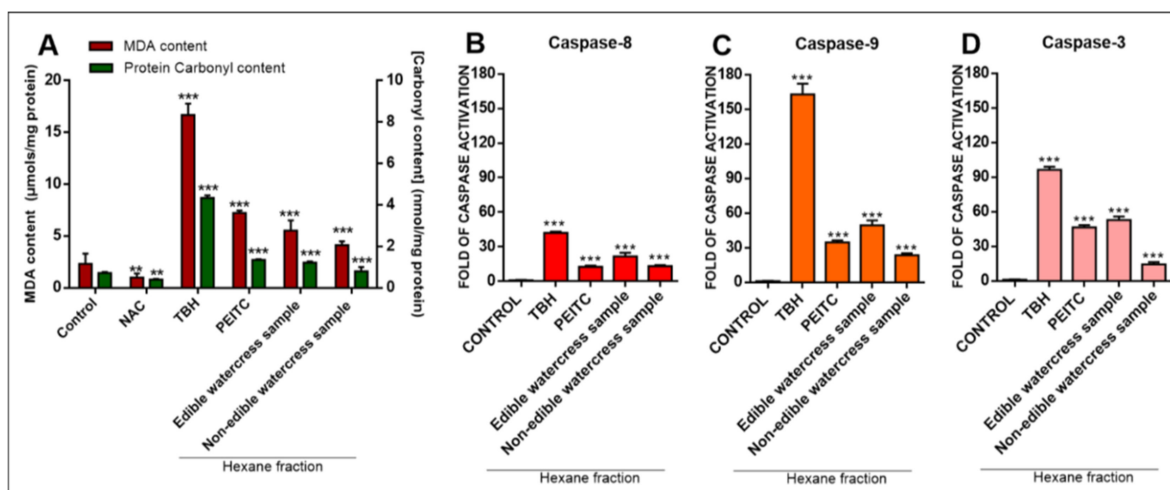 A
MDA content
Protein Carbonyl content
MDA content (µmols/mg protein)
20
15
10
5
0
[Carbonyl content] (nmol/mg protein)
10
8
6
4
2
0
** ** *** *** *** *** *** *** *** ***
Control
NAC
TBH
PEITC
Edible watercress sample
Non-edible watercress sample
Hexane fraction
B
Caspase-8
FOLD OF CASPASE ACTIVATION
180
150
120
90
60
30
0
*** *** *** ***
CONTROL
TBH
PEITC
Edible watercress sample
Non-edible watercress sample
Hexane fraction
C
Caspase-9
FOLD OF CASPASE ACTIVATION
180
150
120
90
60
30
0
*** *** *** ***
CONTROL
TBH
PEITC
Edible watercress sample
Non-edible watercress sample
Hexane fraction
D
Caspase-3
FOLD OF CASPASE ACTIVATION
180
150
120
90
60
30
0
*** *** *** ***
CONTROL
TBH
PEITC
Edible watercress sample
Non-edible watercress sample
Hexane fraction